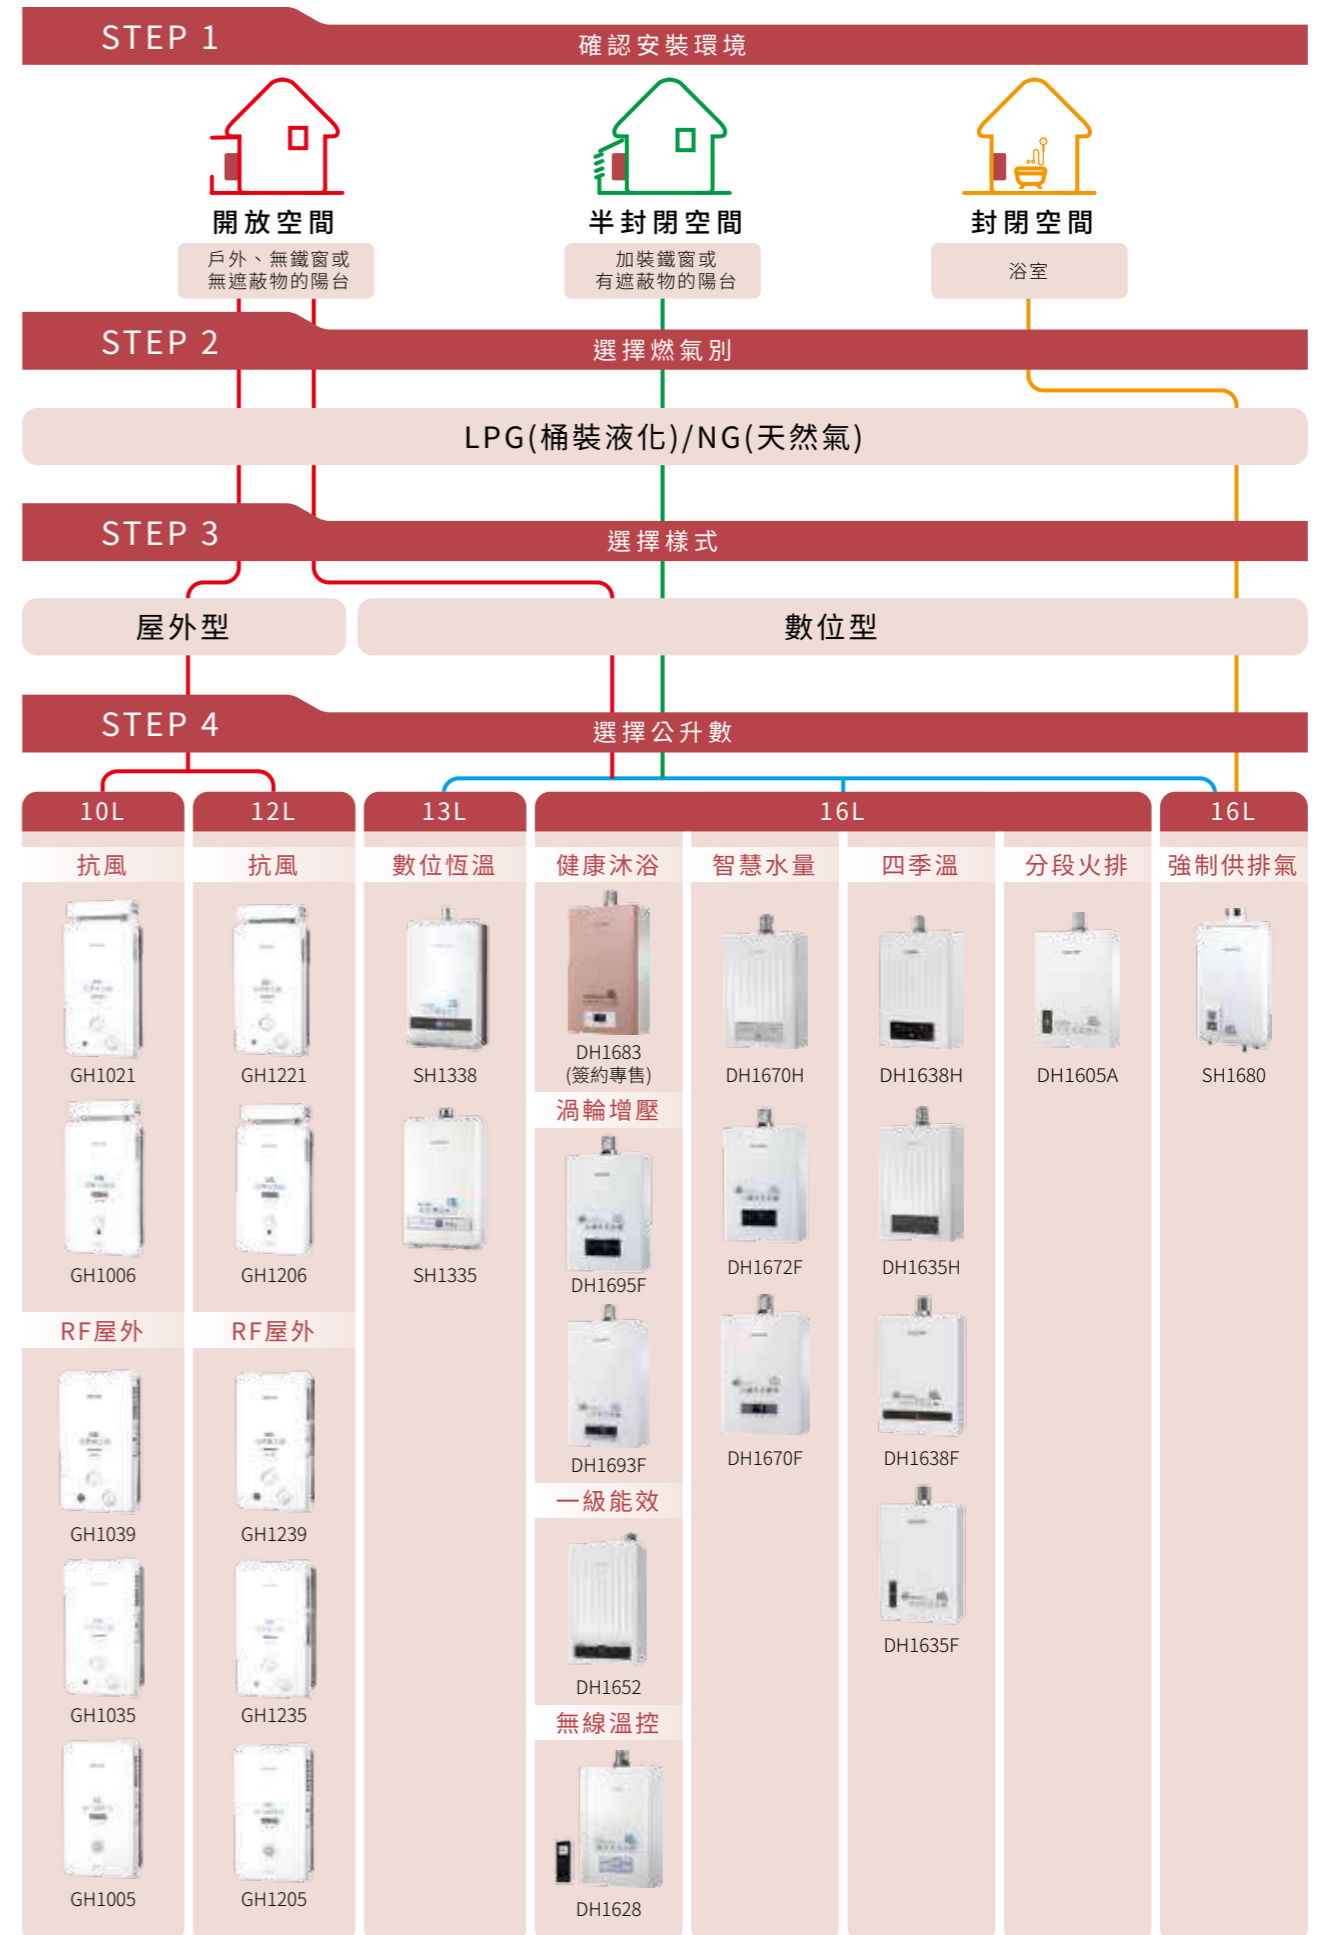 STEP 1
確認安裝環境
開放空間
戶外、無鐵窗或
無遮蔽物的陽台
半封閉空間
加裝鐵窗或
有遮蔽物的陽台
封閉空間
浴室
STEP 2
選擇燃氣別
LPG(桶裝液化)/NG(天然氣)
STEP 3
選擇樣式
屋外型
數位型
STEP 4
選擇公升數
10L
抗風
GH1021
GH1006
RF屋外
GH1039
GH1035
GH1005
12L
抗風
GH1221
GH1206
RF屋外
GH1239
GH1235
GH1205
13L
數位恆溫
SH1338
SH1335
16L
健康沐浴
DH1683
(簽約專售)
渦輪增壓
DH1695F
DH1693F
一級能效
DH1652
無線溫控
DH1628
智慧水量
DH1670H
DH1672F
DH1670F
四季溫
DH1638H
DH1635H
DH1638F
DH1635F
分段火排
DH1605A
16L
強制供排氣
SH1680